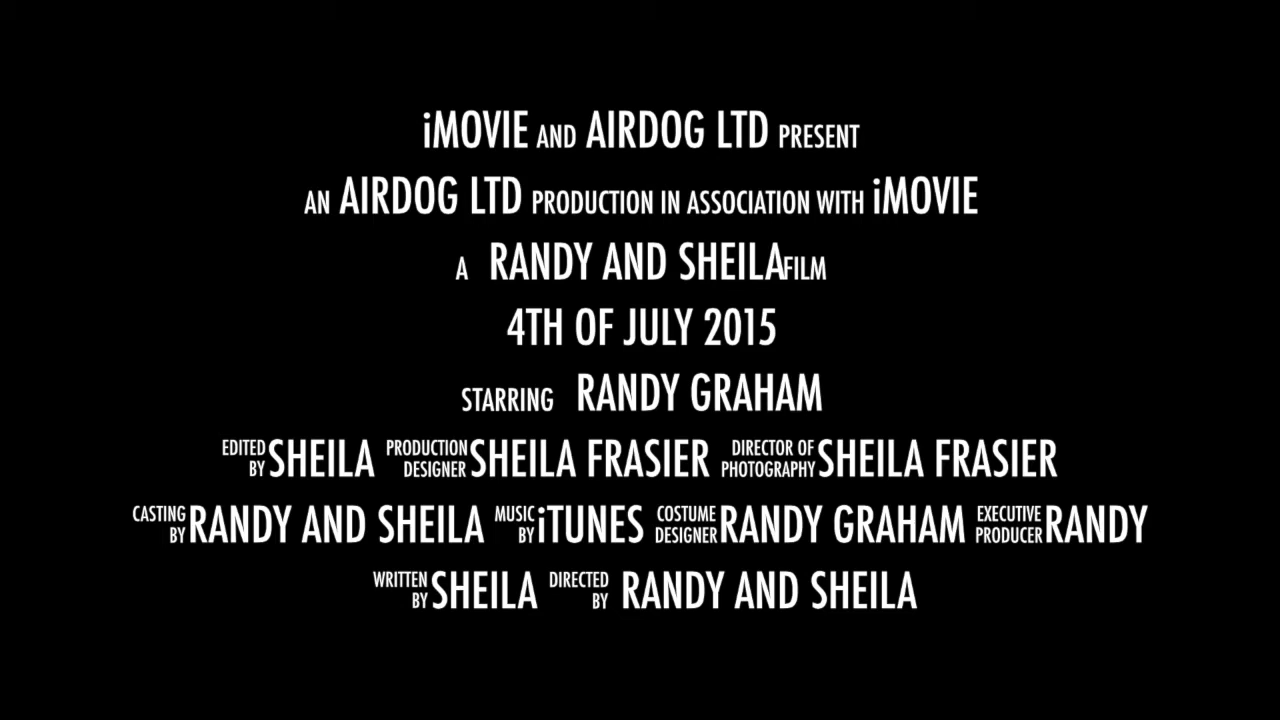 iMOVIE AND AIRDOG LTD PRESENT
AN AIRDOG LTD PRODUCTION IN ASSOCIATION WITH iMOVIE
A RANDY AND SHEILA FILM
4TH OF JULY 2015
STARRING RANDY GRAHAM
EDITED BY SHEILA PRODUCTION DESIGNER SHEILA FRASIER DIRECTOR OF PHOTOGRAPHY SHEILA FRASIER
CASTING BY RANDY AND SHEILA MUSIC BY iTUNES COSTUME DESIGNER RANDY GRAHAM EXECUTIVE PRODUCER RANDY
WRITTEN BY SHEILA DIRECTED BY RANDY AND SHEILA